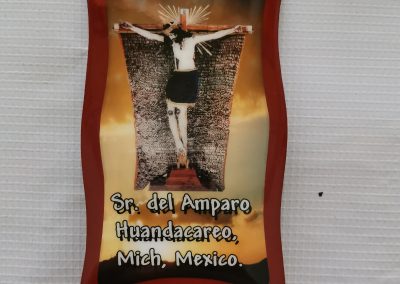 Sr. del Amparo
Huandacareo,
Mich, Mexico.